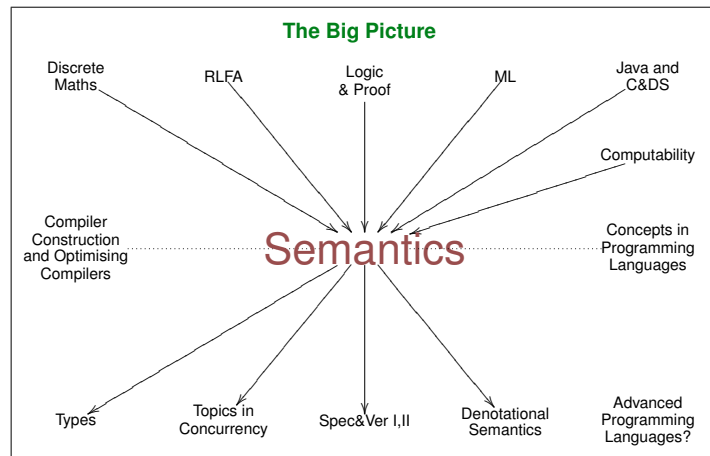 The Big Picture
Discrete
Maths
RLFA
Logic
& Proof
ML
Java and
C&DS
Computability
Compiler
Construction
and Optimising
Compilers
Semantics
Concepts in
Programming
Languages
Types
Topics in
Concurrency
Spec&Ver I,II
Denotational
Semantics
Advanced
Programming
Languages?